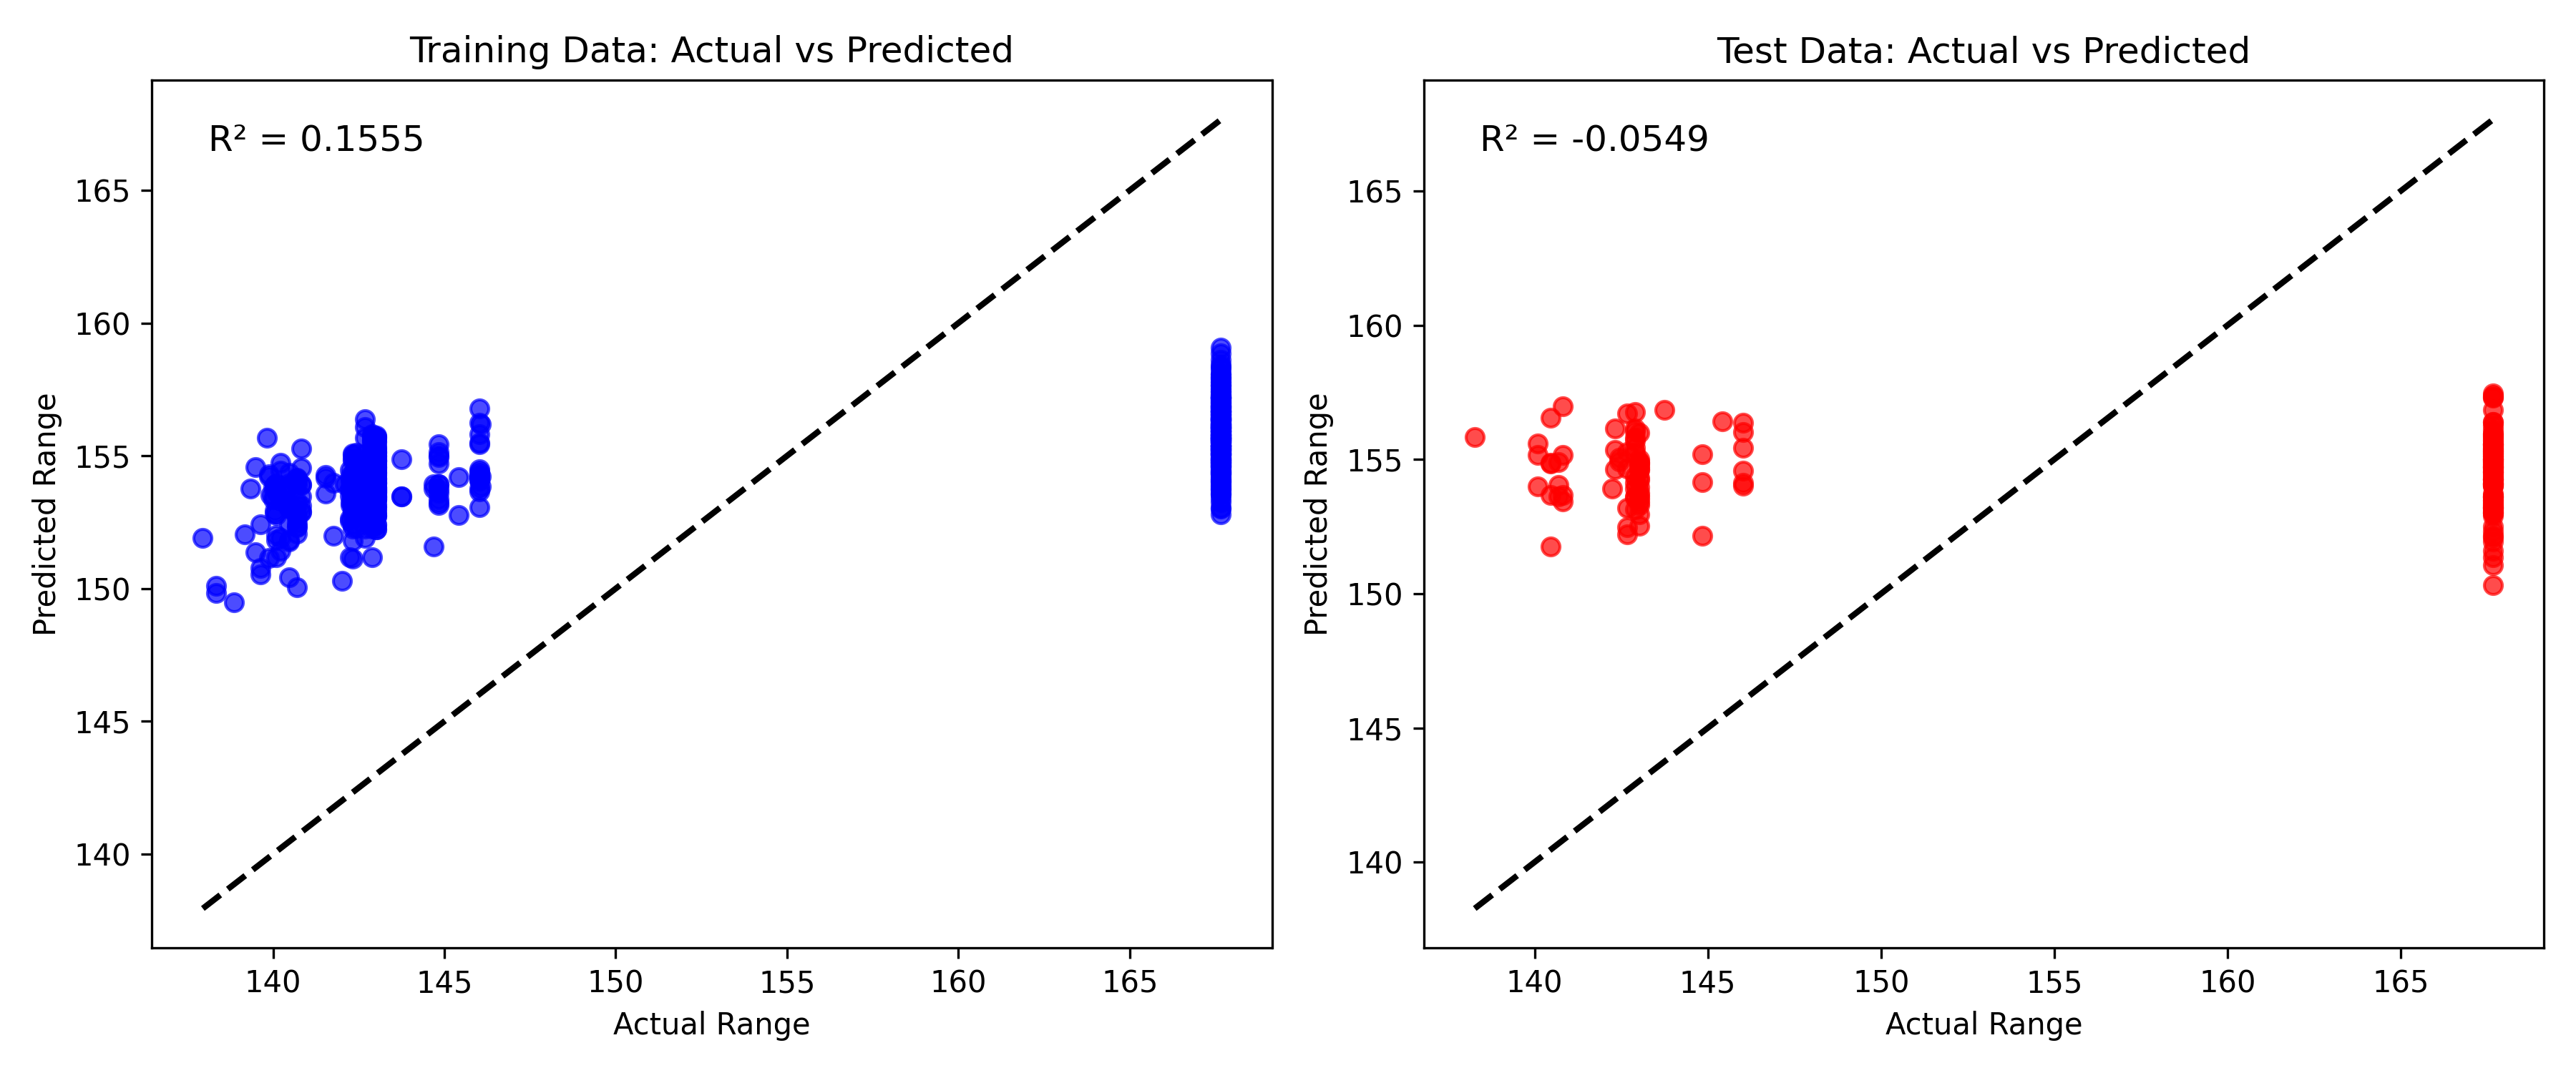 Training Data: Actual vs Predicted
R² = 0.1555
165
160
155
150
145
140
Predicted Range
140 145 150 155 160 165
Actual Range
Test Data: Actual vs Predicted
R² = -0.0549
165
160
155
150
145
140
Predicted Range
140 145 150 155 160 165
Actual Range